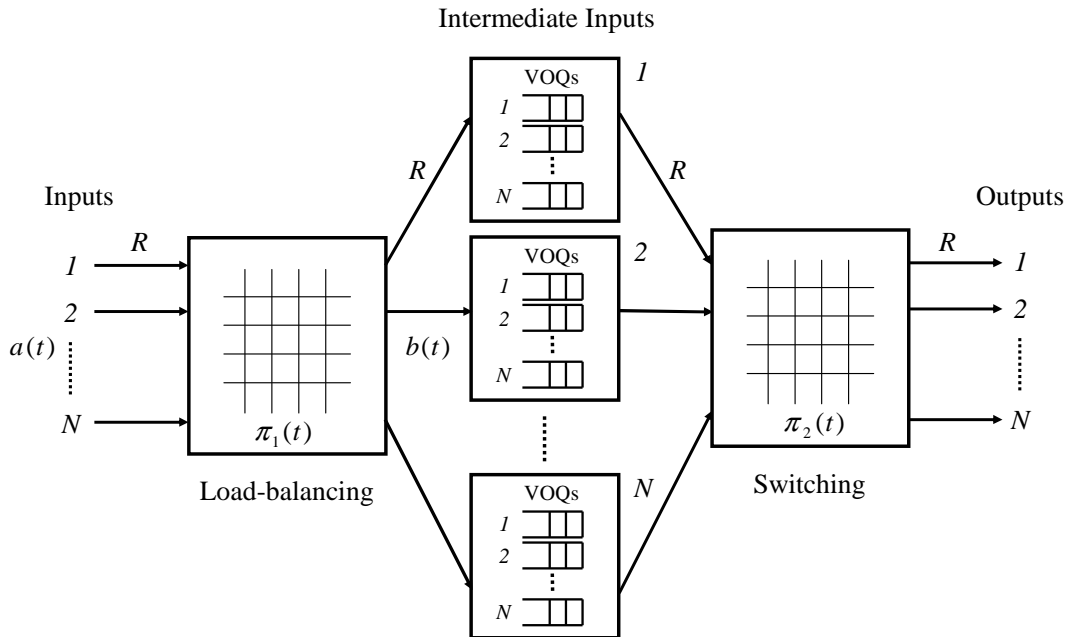 Intermediate Inputs
VOQs
1
1
2
N
R
R
Inputs
Outputs
R
1
2
a(t)
N
π₁(t)
Load-balancing
b(t)
VOQs
2
1
2
N
R
1
2
N
π₂(t)
Switching
VOQs
N
1
2
N